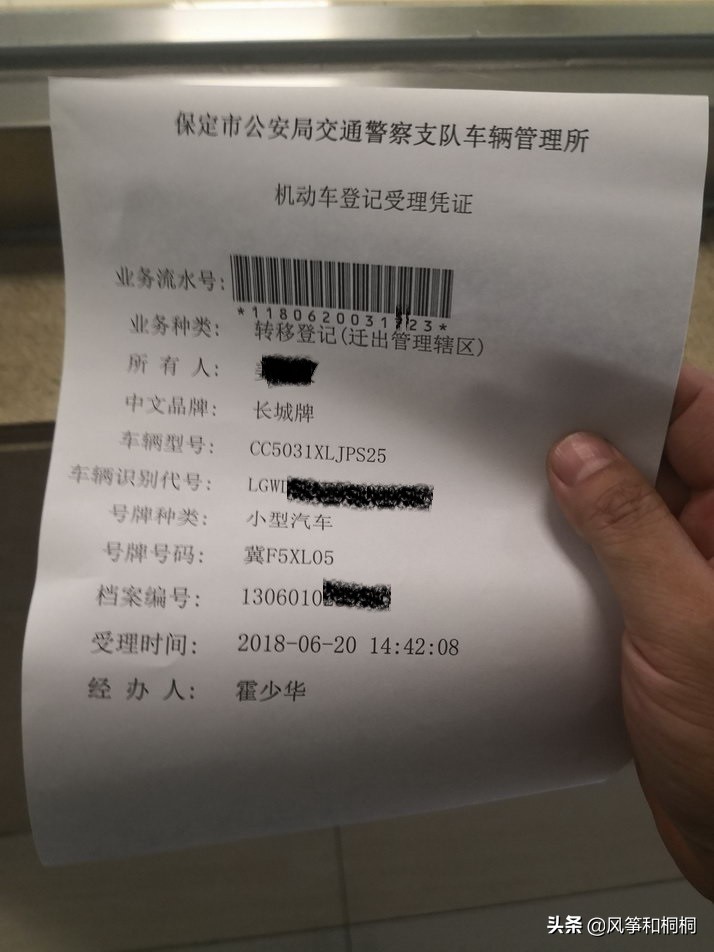 保定市公安局交通警察支队车辆管理所
机动车登记受理凭证
业务流水号:
*1180620031 23*
业务种类: 转移登记(迁出管理辖区)
所 有 人:
中文品牌: 长城牌
车辆型号: CC5031XLJPS25
车辆识别代号: LGW
号牌种类: 小型汽车
号牌号码: 冀F5XL05
档案编号: 1306010
受理时间: 2018-06-20 14:42:08
经 办 人: 霍少华
头条 @风筝和桐桐